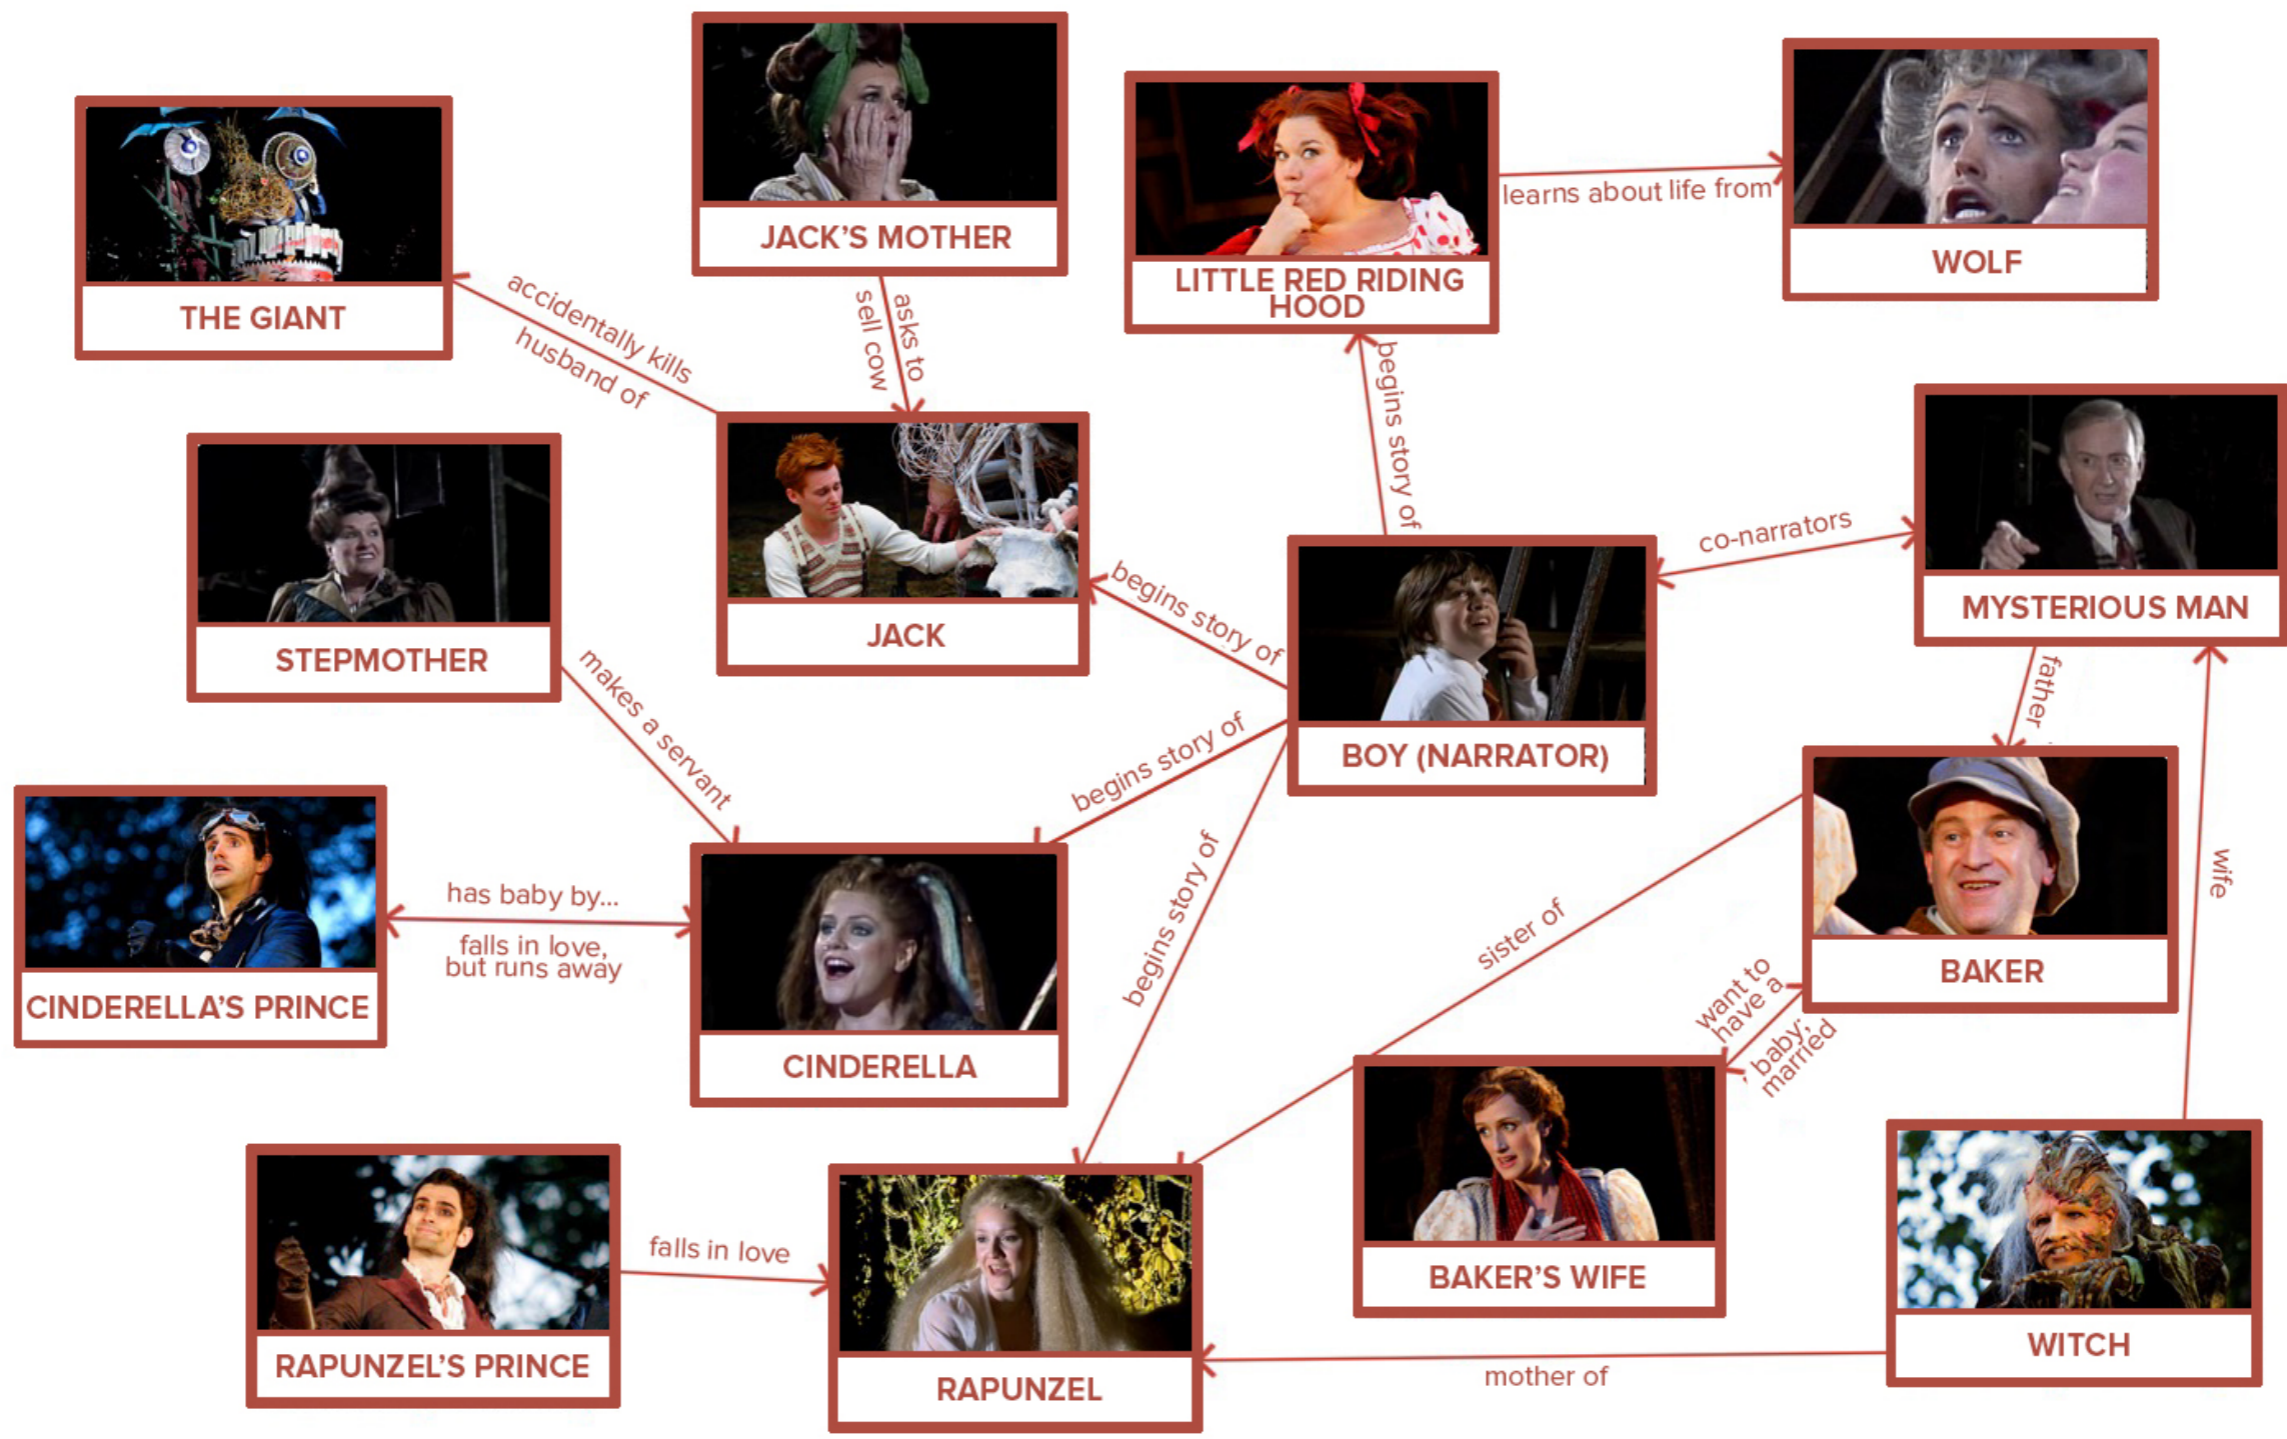 JACK'S MOTHER
LITTLE RED RIDING
HOOD
learns about life from
WOLF
THE GIANT
accidentally kills
husband of
asks to
sell cow
begins story of
STEPMOTHER
JACK
begins story of
co-narrators
MYSTERIOUS MAN
BOY (NARRATOR)
makes a servant
begins story of
father
CINDERELLA'S PRINCE
has baby by...
falls in love,
but runs away
CINDERELLA
begins story of
sister of
BAKER
wife
want to
have a
baby;
married
RAPUNZEL'S PRINCE
falls in love
RAPUNZEL
BAKER'S WIFE
mother of
WITCH